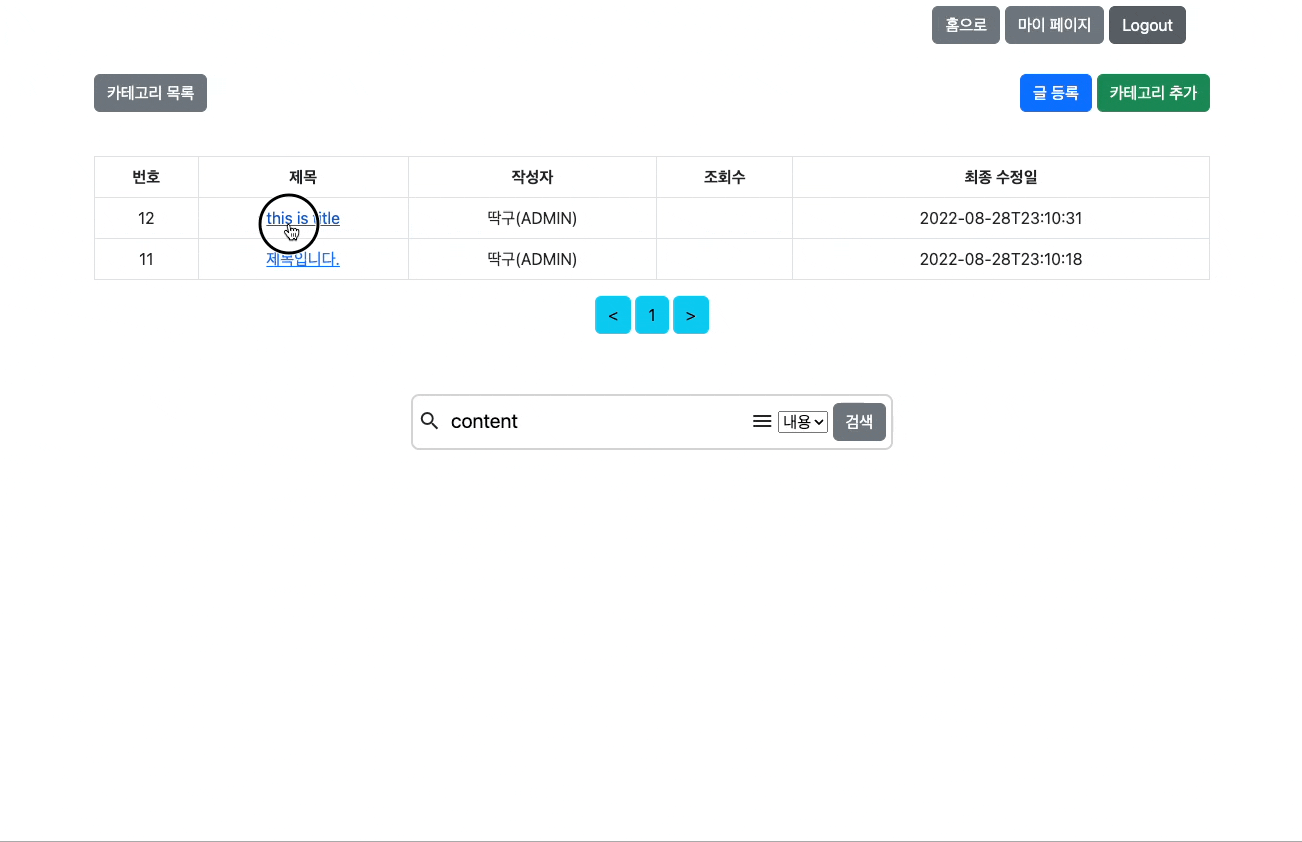 홈으로 마이 페이지 Logout
카테고리 목록 글 등록 카테고리 추가
번호 제목 작성자 조회수 최종 수정일
12 this is title 딱구(ADMIN) 2022-08-28T23:10:31
11 제목입니다. 딱구(ADMIN) 2022-08-28T23:10:18
< 1 >
content 내용 검색